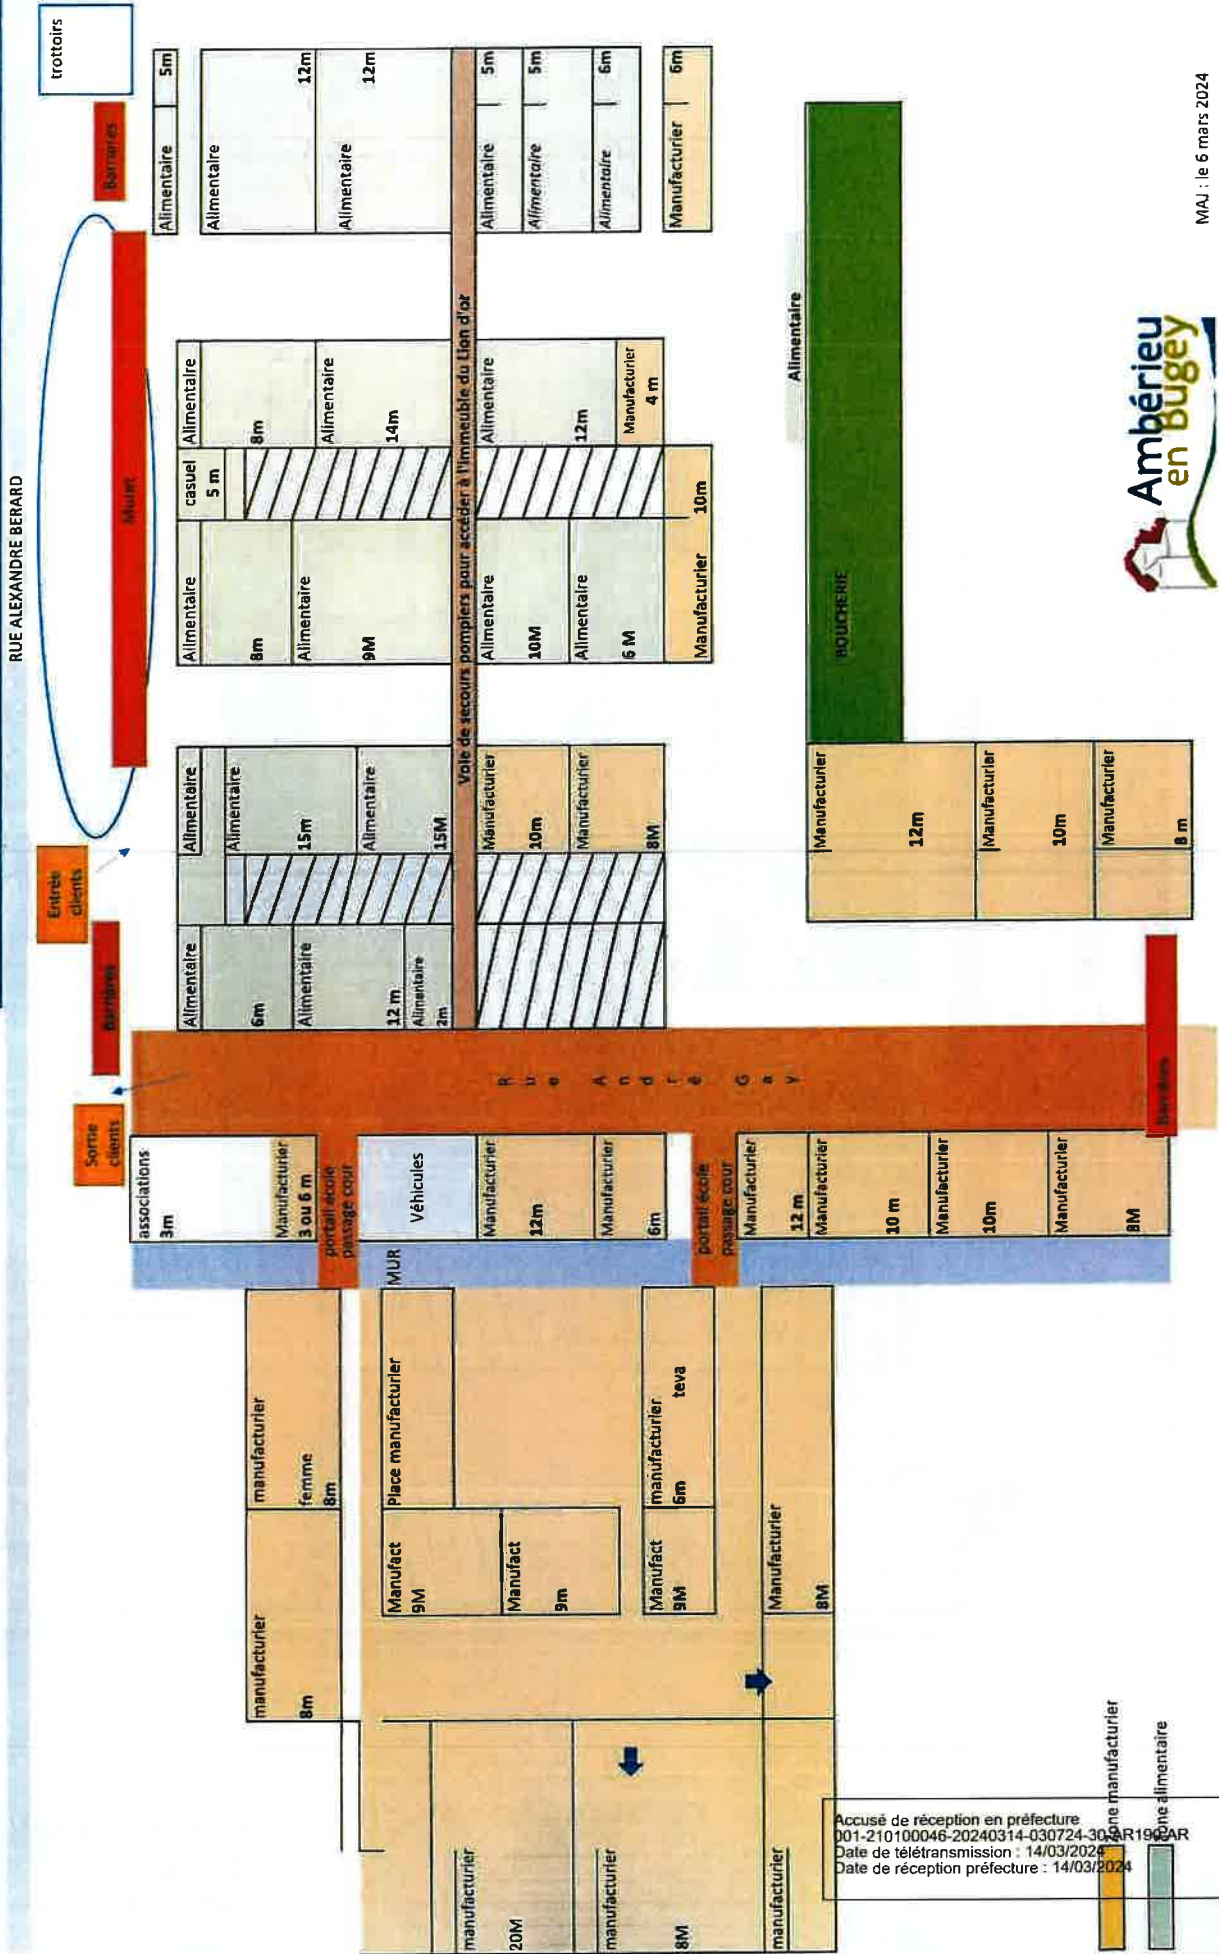 RUE ALEXANDRE BERARD
trottoirs
Barrières
Muret
Entrée
clients
Barrières
Sortie
clients
Alimentaire 5m
Alimentaire
12m
Alimentaire
12m
Alimentaire 5m
Alimentaire 5m
Alimentaire 6m
Manufacturier 6m
Alimentaire
8m
Alimentaire
14m
Alimentaire
12m
Manufacturier
4 m
casuel
5 m
Alimentaire
8m
Alimentaire
9M
Alimentaire
10M
Alimentaire
6 M
Manufacturier 10m
Voie de secours pompiers pour accéder à l'immeuble du Lion d'or
Alimentaire
Alimentaire
15m
Alimentaire
15M
Manufacturier
10m
Manufacturier
8M
Alimentaire
6m
Alimentaire
12 m
Alimentaire
2m
Alimentaire
BOUCHERIE
Manufacturier
12m
Manufacturier
10m
Manufacturier
8 m
Rue André Gay
barrières
associations
3m
Manufacturier
3 ou 6 m
portail école
passage cour
Véhicules
Manufacturier
12m
Manufacturier
6m
portail école
passage cour
Manufacturier
12 m
Manufacturier
10 m
Manufacturier
10m
Manufacturier
8M
MUR
manufacturier
femme
8m
manufacturier
8m
Place manufacturier
Manufact
9M
Manufact
9m
manufacturier
teva
6m
Manufact
9M
Manufacturier
8M
manufacturier
20M
manufacturier
8M
manufacturier
zone manufacturier
zone alimentaire
Accusé de réception en préfecture
001-210100046-20240314-030724-30-AR190-AR
Date de télétransmission : 14/03/2024
Date de réception préfecture : 14/03/2024
Ambérieu
en Bugey
MAJ : le 6 mars 2024